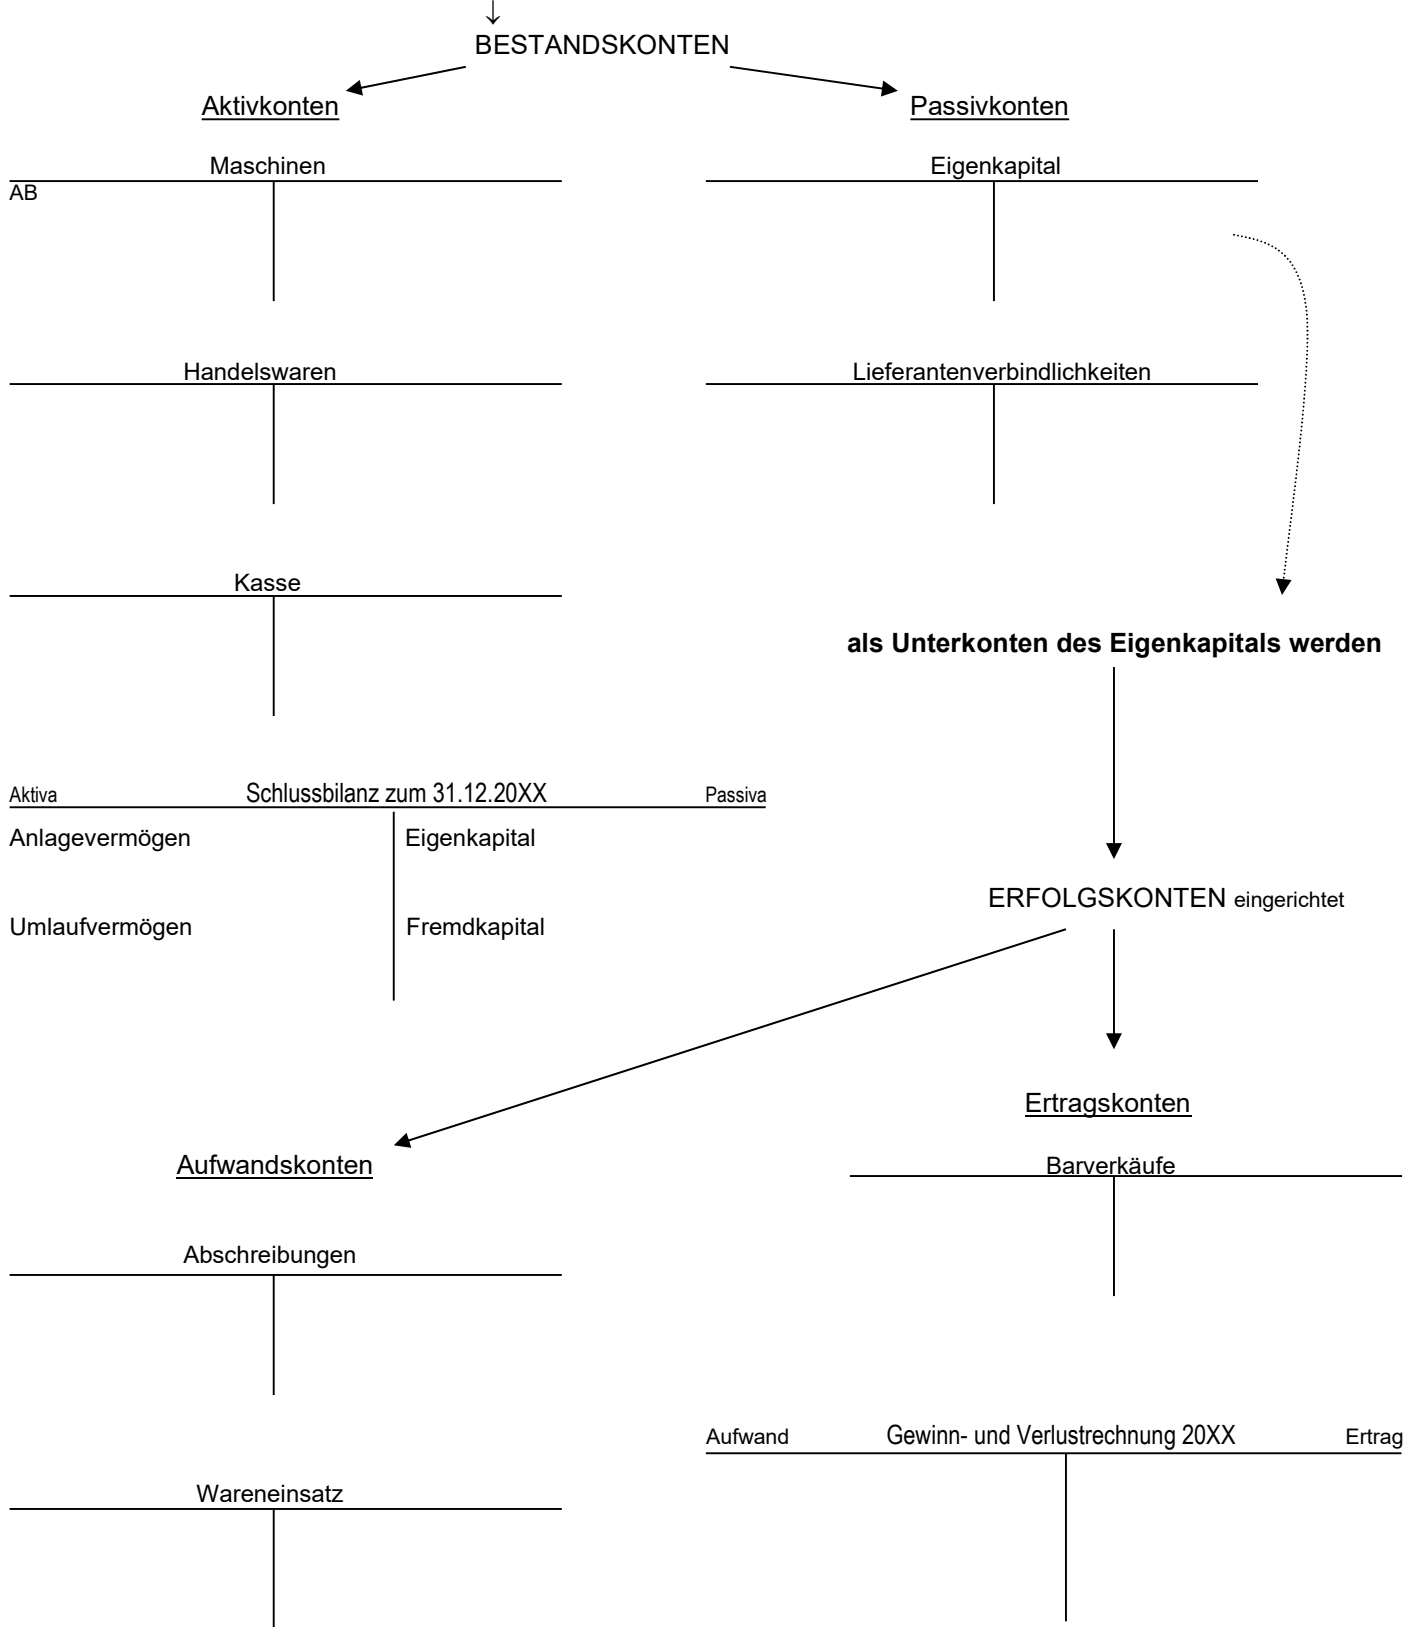 ↓
BESTANDSKONTEN
Aktivkonten
Passivkonten
Maschinen
Eigenkapital
AB
Handelswaren
Lieferantenverbindlichkeiten
Kasse
als Unterkonten des Eigenkapitals werden
Aktiva Schlussbilanz zum 31.12.20XX Passiva
Anlagevermögen Eigenkapital
Umlaufvermögen Fremdkapital
ERFOLGSKONTEN eingerichtet
Ertragskonten
Aufwandskonten
Barverkäufe
Abschreibungen
Aufwand Gewinn- und Verlustrechnung 20XX Ertrag
Wareneinsatz